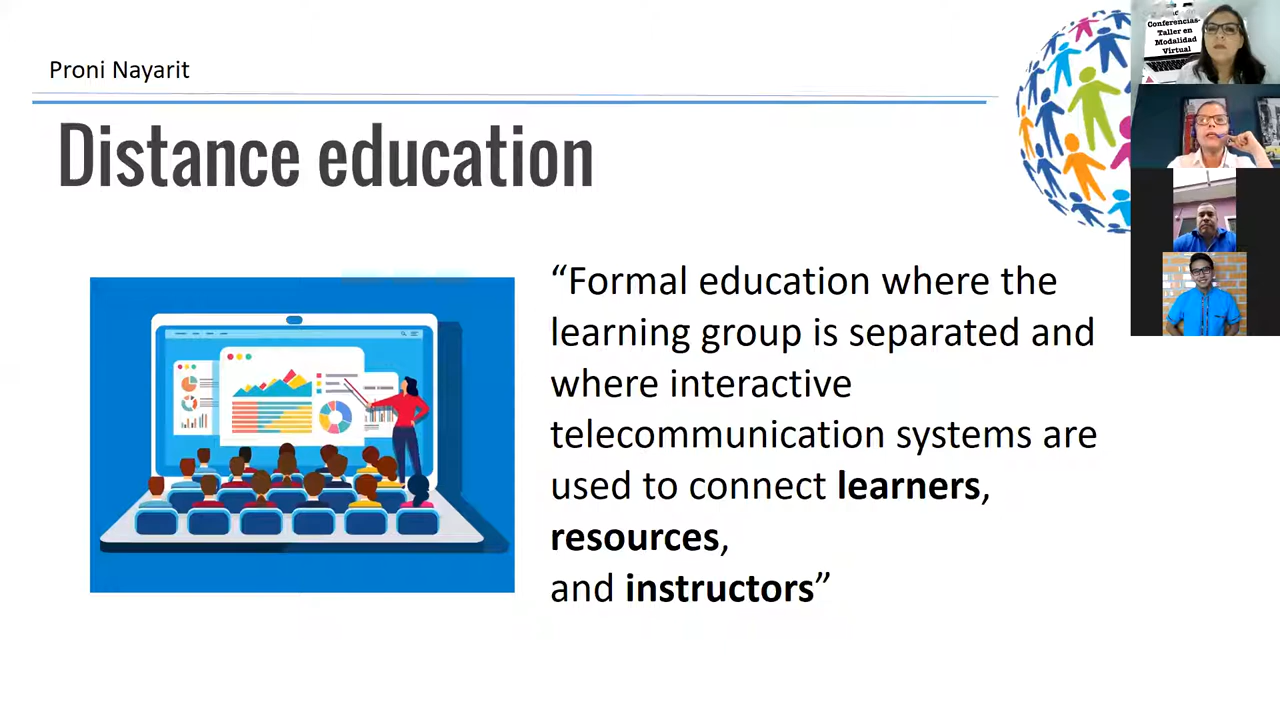 Proni Nayarit
Distance education
“Formal education where the
learning group is separated and
where interactive
telecommunication systems are
used to connect learners,
resources,
and instructors”
Conferencias-
Taller en
Modalidad
Virtual